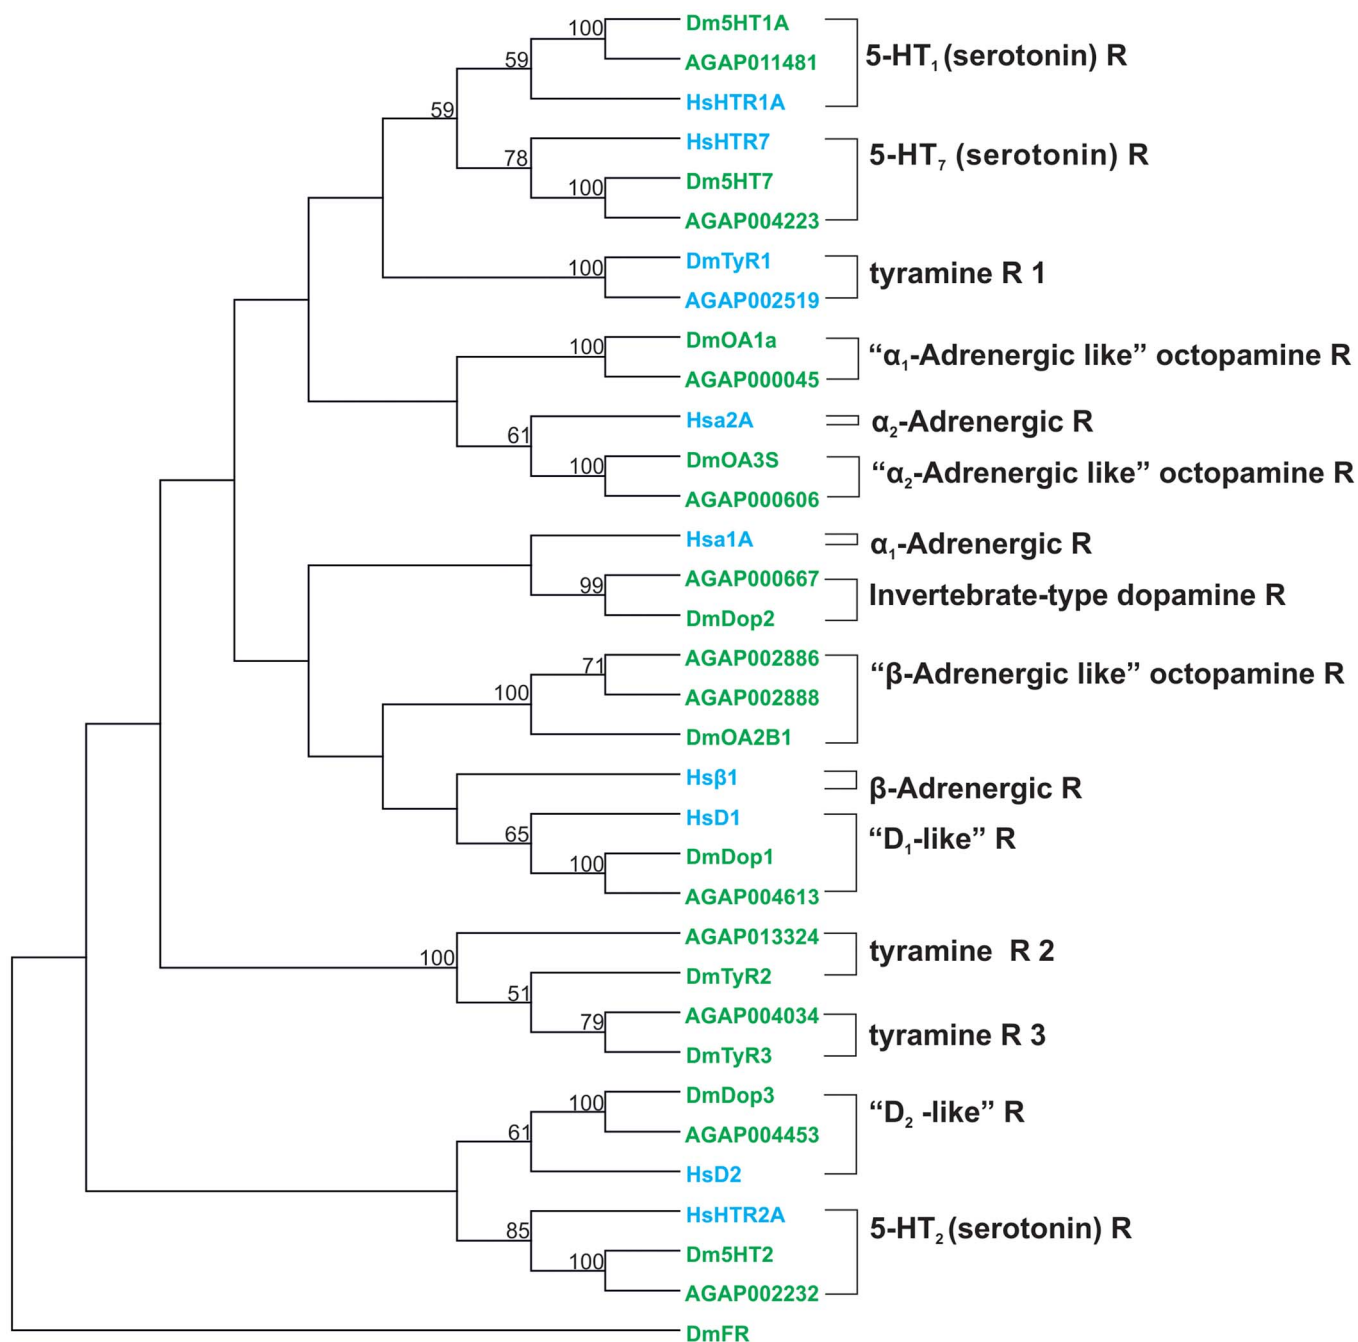 100
Dm5HT1A
59
AGAP011481
5-HT₁ (serotonin) R
HsHTR1A
59
HsHTR7
78
Dm5HT7
5-HT₇ (serotonin) R
100
AGAP004223
DmTyR1
100
AGAP002519
tyramine R 1
DmOA1a
100
AGAP000045
“α₁-Adrenergic like” octopamine R
Hsa2A
α₂-Adrenergic R
61
DmOA3S
100
AGAP000606
“α₂-Adrenergic like” octopamine R
Hsa1A
α₁-Adrenergic R
AGAP000667
99
DmDop2
Invertebrate-type dopamine R
AGAP002886
71
AGAP002888
“β-Adrenergic like” octopamine R
100
DmOA2B1
Hsβ1
β-Adrenergic R
HsD1
65
DmDop1
“D₁-like” R
100
AGAP004613
AGAP013324
100
DmTyR2
tyramine R 2
51
AGAP004034
79
DmTyR3
tyramine R 3
DmDop3
100
AGAP004453
“D₂ -like” R
61
HsD2
HsHTR2A
85
Dm5HT2
5-HT₂ (serotonin) R
100
AGAP002232
DmFR